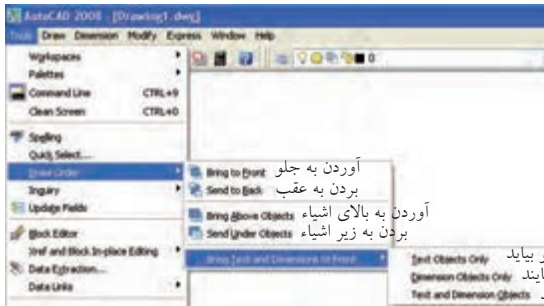 AutoCAD 2008 - [Drawing1.dwg]
Tools Draw Dimension Modify Express Window Help
Workspaces
Palettes
Command Line CTRL+9
Clean Screen CTRL+0
0
Spelling
Quick Select...
Draw Order
Inquiry
Update Fields
Block Editor
Xref and Block In-place Editing
Data Extraction...
Data Links
Bring to Front آوردن به جلو
Send to Back بردن به عقب
Bring Above Objects آوردن به بالای اشیاء
Send Under Objects بردن به زیر اشیاء
Bring Text and Dimensions to Front
Text Objects Only بیاید
Dimension Objects Only
Text and Dimension Objects